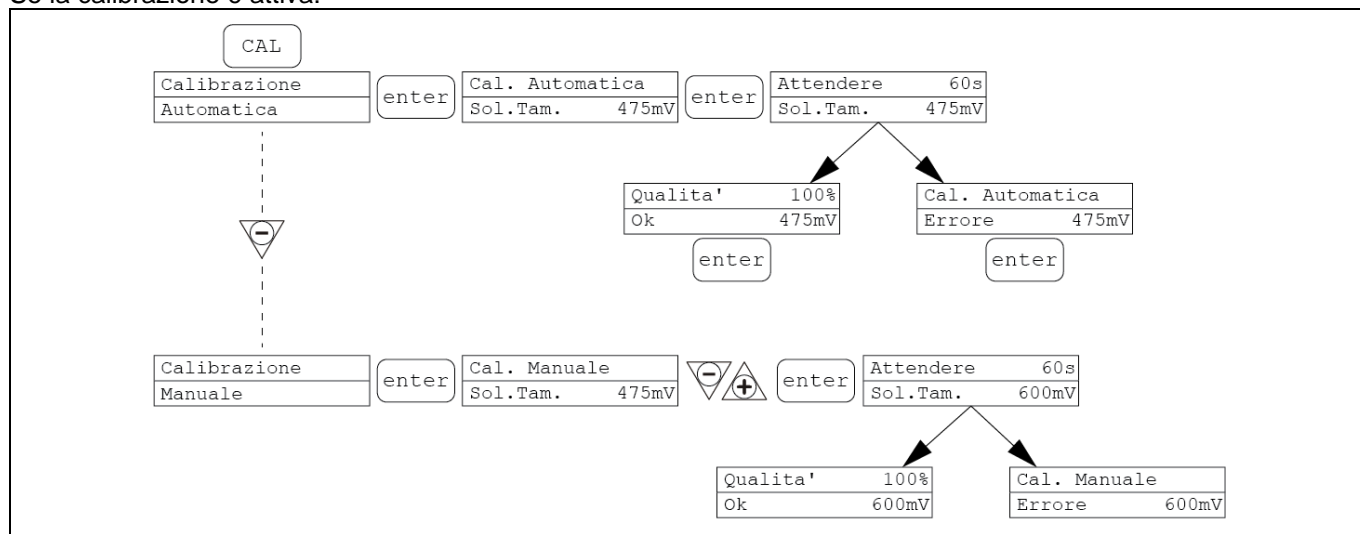 Se la calibrazione è attiva:
CAL
Calibrazione
Automatica
enter
Cal. Automatica
Sol.Tam. 475mV
enter
Attendere 60s
Sol.Tam. 475mV
Qualita' 100%
Ok 475mV
enter
Cal. Automatica
Errore 475mV
enter
Calibrazione
Manuale
enter
Cal. Manuale
Sol.Tam. 475mV
enter
Attendere 60s
Sol.Tam. 600mV
Qualita' 100%
Ok 600mV
Cal. Manuale
Errore 600mV